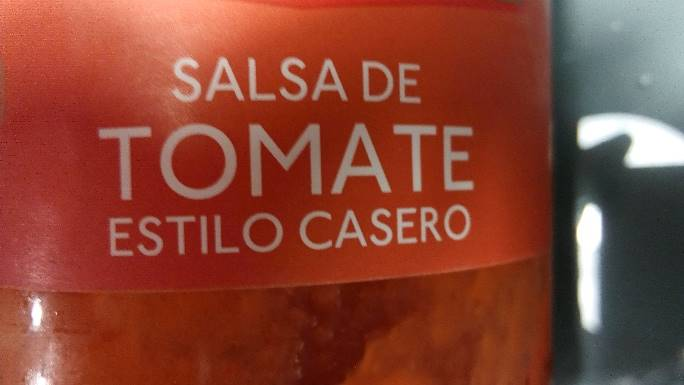 SALSA DE
TOMATE
ESTILO CASERO